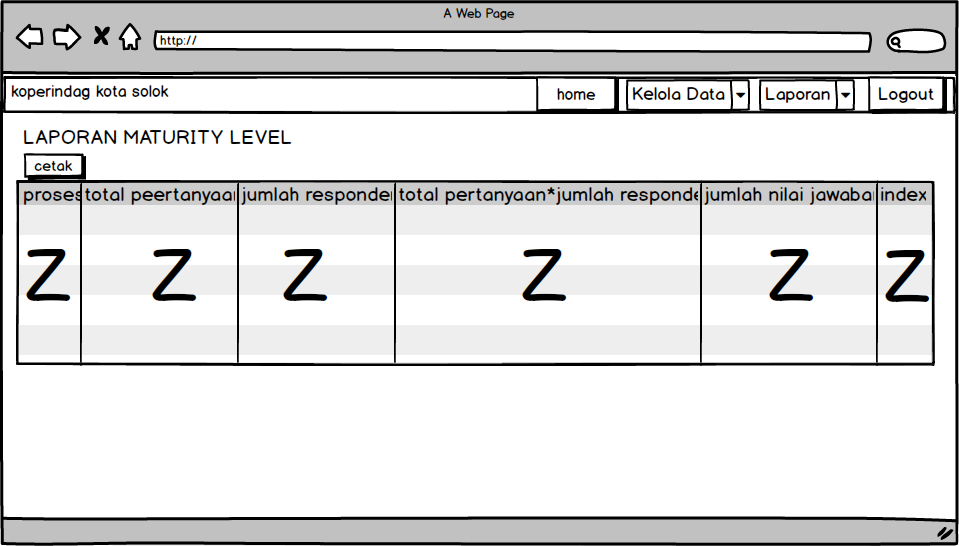 A Web Page
http://
koperindag kota solok home Kelola Data Laporan Logout
LAPORAN MATURITY LEVEL
cetak
proses total peertanyaan jumlah responden total pertanyaan*jumlah responde jumlah nilai jawaban index
Z Z Z Z Z Z